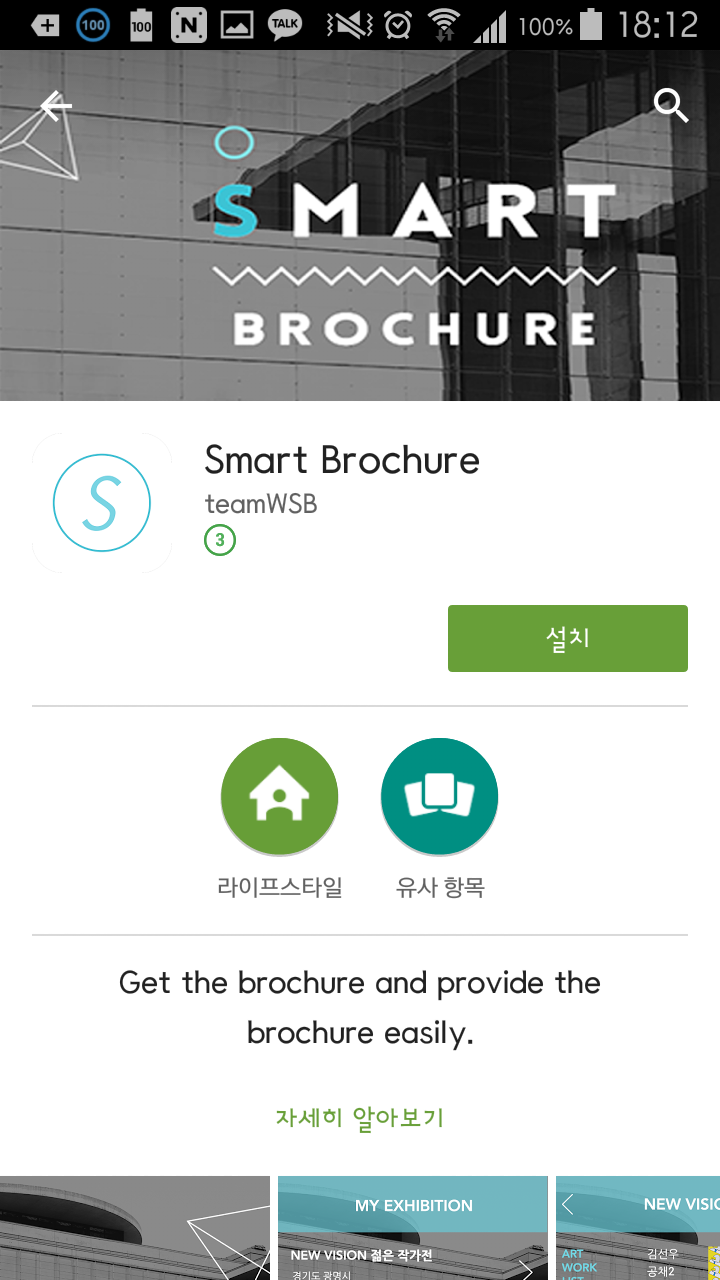 100
100
N
TALK
100%
18:12
SMART
BROCHURE
S
Smart Brochure
teamWSB
3
설치
라이프스타일
유사 항목
Get the brochure and provide the
brochure easily.
자세히 알아보기
MY EXHIBITION
NEW VISION 젊은 작가전
경기도 광명시
NEW VISIO
ART
WORK
LIST
김선우
공채2